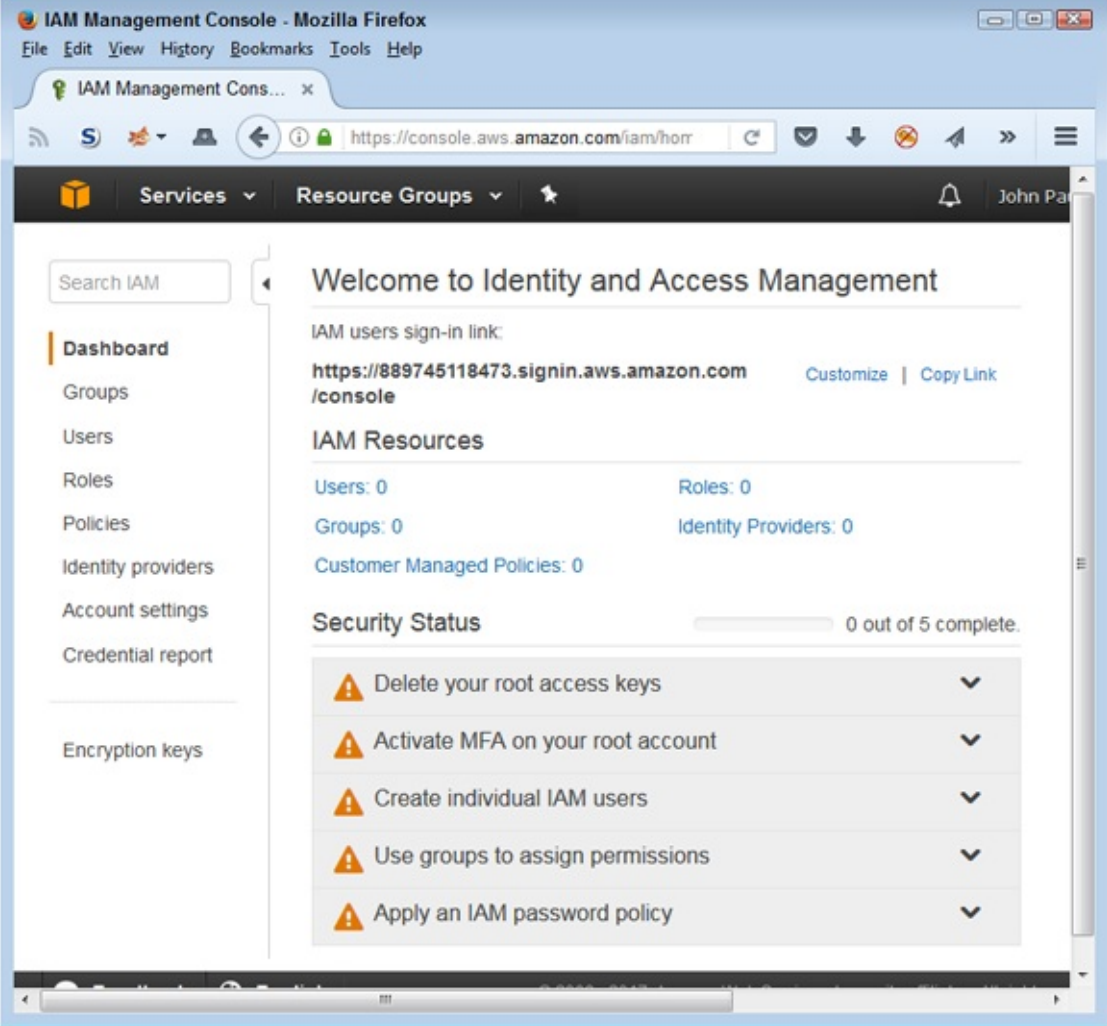 IAM Management Console - Mozilla Firefox
File Edit View History Bookmarks Tools Help
IAM Management Cons...
https://console.aws.amazon.com/iam/hom
Services Resource Groups John Pa
Search IAM
Dashboard
Groups
Users
Roles
Policies
Identity providers
Account settings
Credential report
Encryption keys
Welcome to Identity and Access Management
IAM users sign-in link:
https://889745118473.signin.aws.amazon.com
/console
Customize | Copy Link
IAM Resources
Users: 0 Roles: 0
Groups: 0 Identity Providers: 0
Customer Managed Policies: 0
Security Status 0 out of 5 complete.
Delete your root access keys
Activate MFA on your root account
Create individual IAM users
Use groups to assign permissions
Apply an IAM password policy